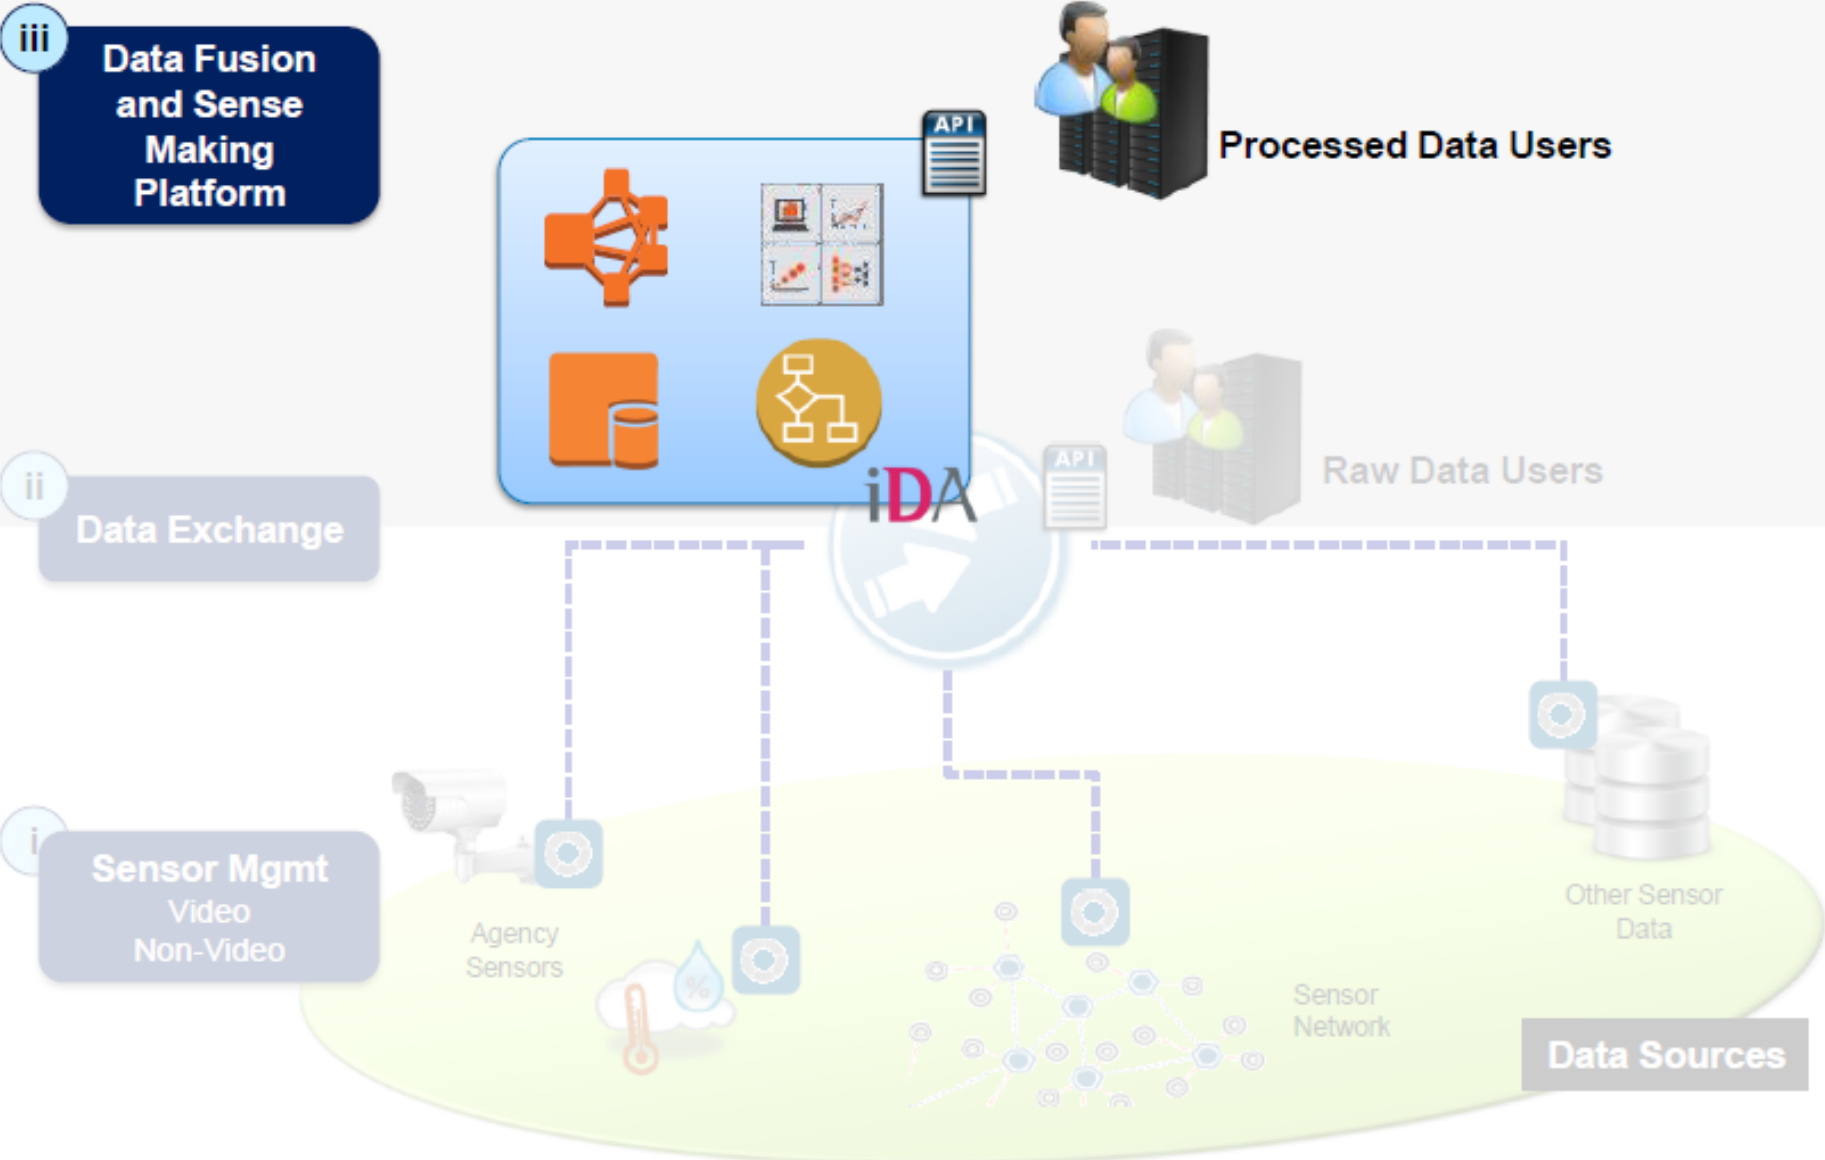 iii
Data Fusion
and Sense
Making
Platform
API
Processed Data Users
iDA
API
Raw Data Users
ii
Data Exchange
i
Sensor Mgmt
Video
Non-Video
Agency
Sensors
%
Sensor
Network
Other Sensor
Data
Data Sources